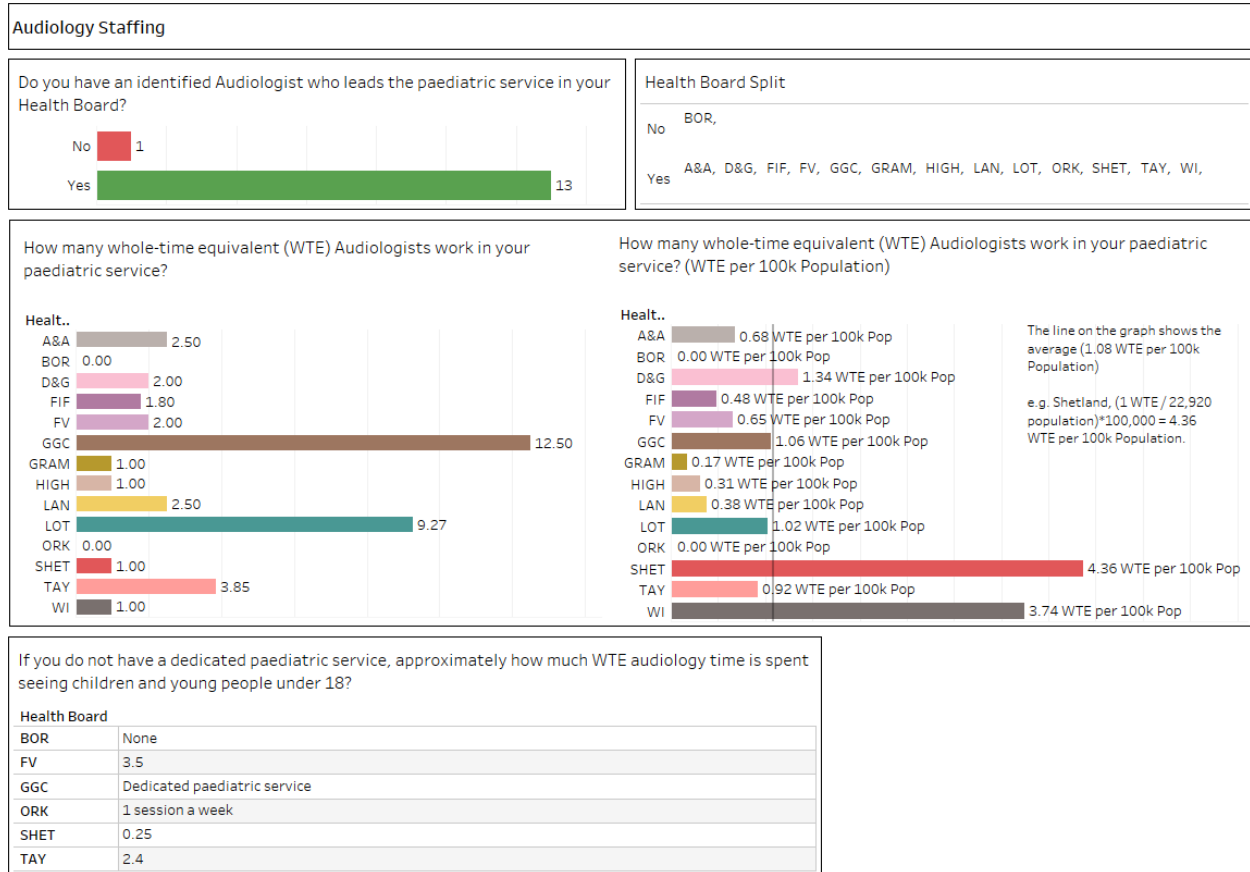 Audiology Staffing
Do you have an identified Audiologist who leads the paediatric service in your
Health Board?
No 1
Yes 13
Health Board Split
No BOR,
Yes A&A, D&G, FIF, FV, GGC, GRAM, HIGH, LAN, LOT, ORK, SHET, TAY, WI,
How many whole-time equivalent (WTE) Audiologists work in your
paediatric service?
Healt..
A&A 2.50
BOR 0.00
D&G 2.00
FIF 1.80
FV 2.00
GGC 12.50
GRAM 1.00
HIGH 1.00
LAN 2.50
LOT 9.27
ORK 0.00
SHET 1.00
TAY 3.85
WI 1.00
How many whole-time equivalent (WTE) Audiologists work in your paediatric
service? (WTE per 100k Population)
Healt..
A&A 0.68 WTE per 100k Pop
BOR 0.00 WTE per 100k Pop
D&G 1.34 WTE per 100k Pop
FIF 0.48 WTE per 100k Pop
FV 0.65 WTE per 100k Pop
GGC 1.06 WTE per 100k Pop
GRAM 0.17 WTE per 100k Pop
HIGH 0.31 WTE per 100k Pop
LAN 0.38 WTE per 100k Pop
LOT 1.02 WTE per 100k Pop
ORK 0.00 WTE per 100k Pop
SHET 4.36 WTE per 100k Pop
TAY 0.92 WTE per 100k Pop
WI 3.74 WTE per 100k Pop
The line on the graph shows the
average (1.08 WTE per 100k
Population)
e.g. Shetland, (1 WTE / 22,920
population)*100,000 = 4.36
WTE per 100k Population.
If you do not have a dedicated paediatric service, approximately how much WTE audiology time is spent
seeing children and young people under 18?
Health Board
BOR None
FV 3.5
GGC Dedicated paediatric service
ORK 1 session a week
SHET 0.25
TAY 2.4